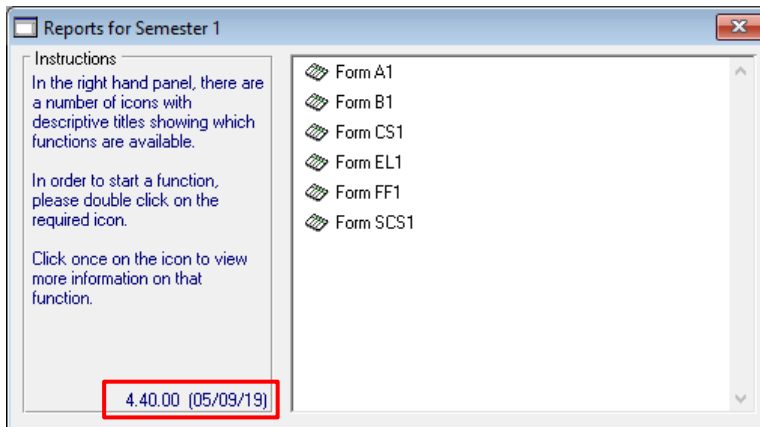 Reports for Semester 1
Instructions
In the right hand panel, there are
a number of icons with
descriptive titles showing which
functions are available.
In order to start a function,
please double click on the
required icon.
Click once on the icon to view
more information on that
function.
4.40.00 (05/09/19)
Form A1
Form B1
Form CS1
Form EL1
Form FF1
Form SCS1